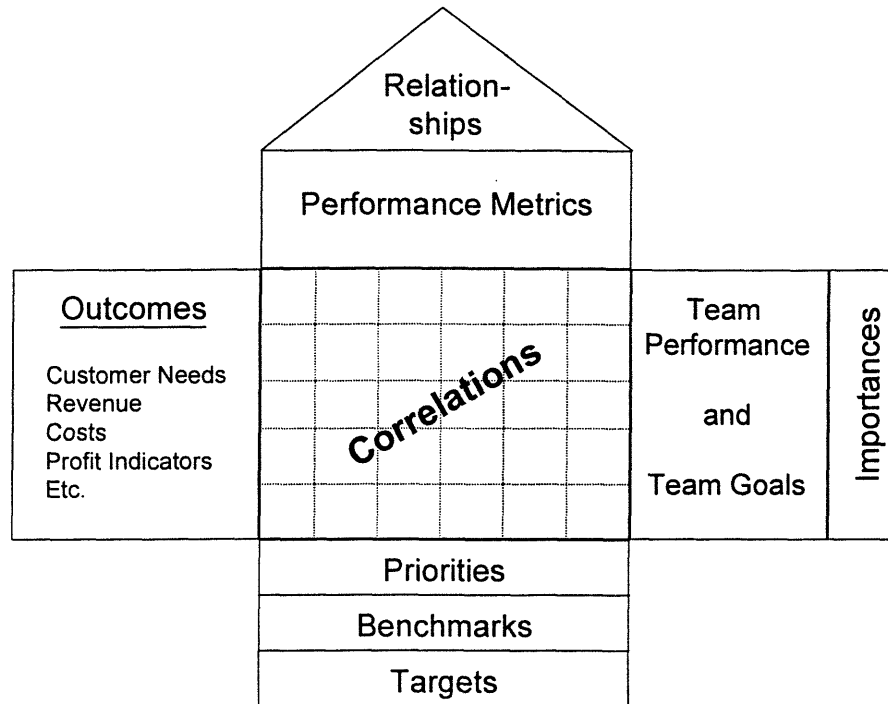 Relation-
ships
Performance Metrics
Outcomes
Customer Needs
Revenue
Costs
Profit Indicators
Etc.
Correlations
Team
Performance
and
Team Goals
Importances
Priorities
Benchmarks
Targets